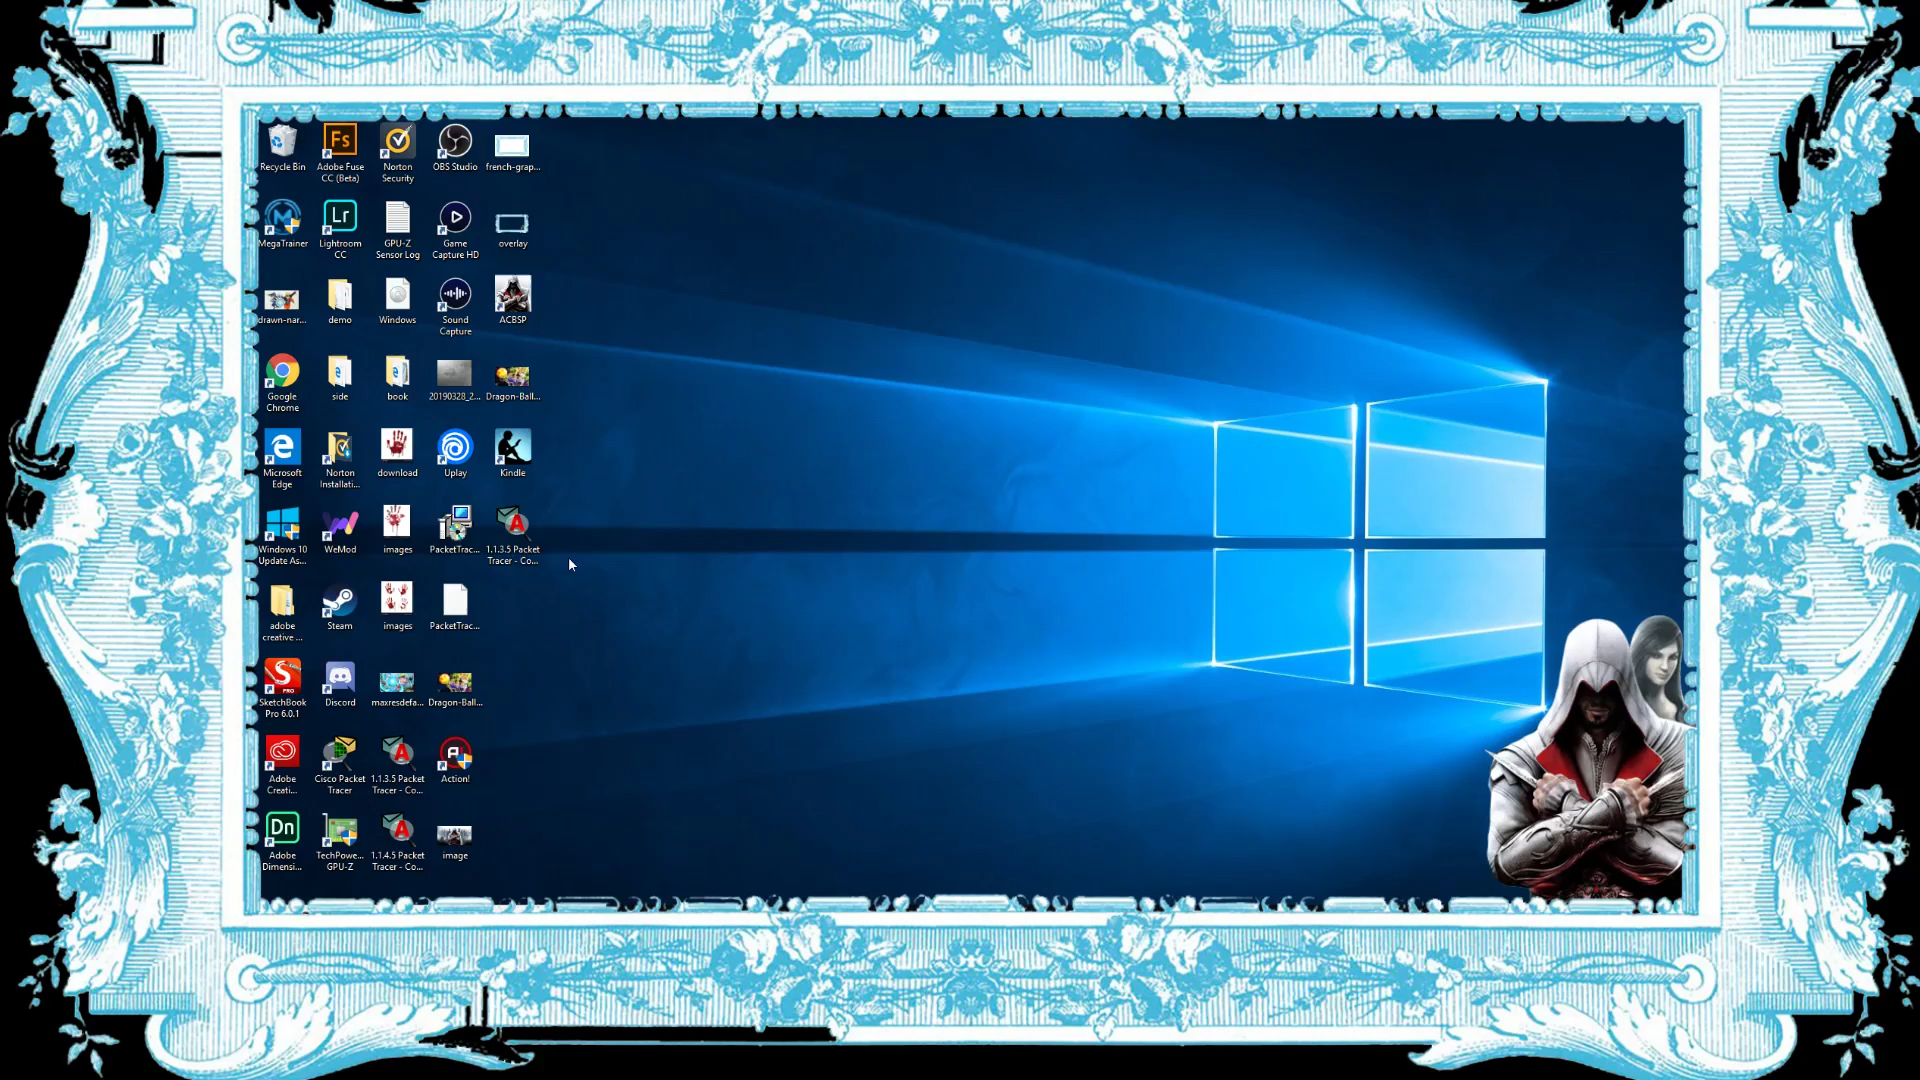 Recycle Bin
Adobe Fuse
CC (Beta)
Norton
Security
OBS Studio
french-grap...
MegaTrainer
Lightroom
CC
GPU-Z
Sensor Log
Game
Capture HD
overlay
drawn-nar...
demo
Windows
Sound
Capture
ACBSP
Google
Chrome
side
book
20190328_2...
Dragon-Ball...
Microsoft
Edge
Norton
Installati...
download
Uplay
Kindle
Windows 10
Update As...
WeMod
images
PacketTrac...
1.1.3.5 Packet
Tracer - Co...
adobe
creative ...
Steam
images
PacketTrac...
SketchBook
Pro 6.0.1
Discord
maxresdefa...
Dragon-Ball...
Adobe
Creati...
Cisco Packet
Tracer
1.1.3.5 Packet
Tracer - Co...
Action!
Adobe
Dimensi...
TechPowe...
GPU-Z
1.1.4.5 Packet
Tracer - Co...
image